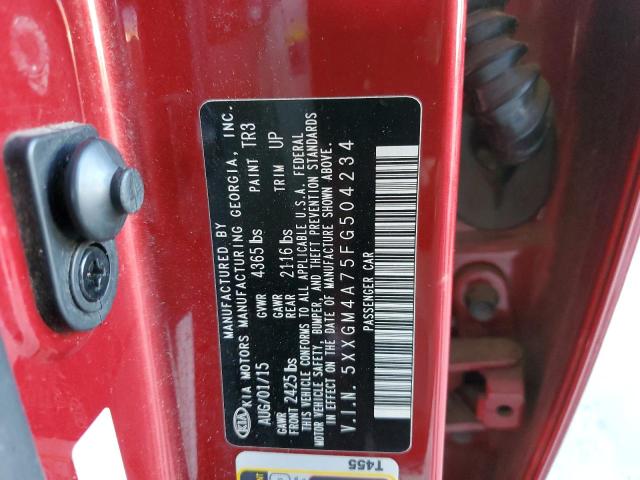 MANUFACTURED BY
KIA KIA MOTORS MANUFACTURING GEORGIA, INC.
AUG/01/15 GVWR 4365 lbs PAINT TR3
GAWR FRONT 2425 lbs GAWR REAR 2116 lbs TRIM UP
THIS VEHICLE CONFORMS TO ALL APPLICABLE U.S.A. FEDERAL
MOTOR VEHICLE SAFETY, BUMPER, AND THEFT PREVENTION STANDARDS
IN EFFECT ON THE DATE OF MANUFACTURE SHOWN ABOVE.
V.I.N. 5XXGM4A75FG504234
PASSENGER CAR
T455